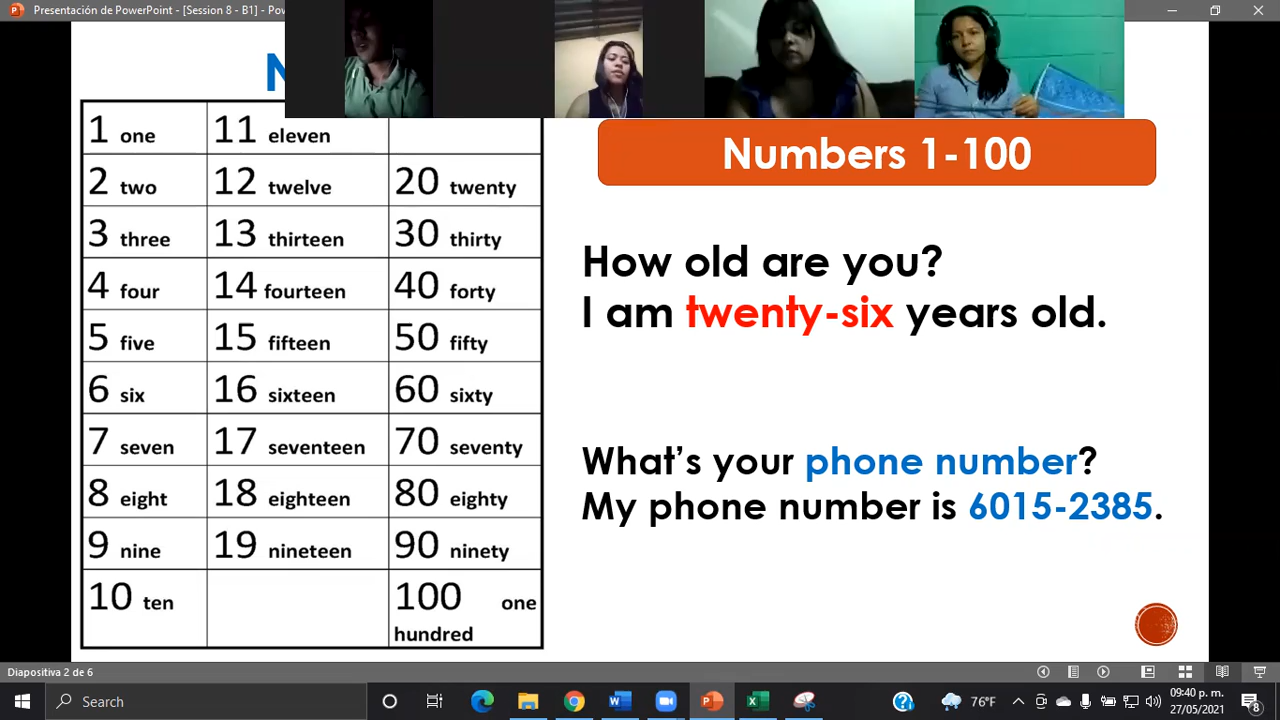 Presentación de PowerPoint - [Session 8 - B1] - Pow
N
1 one 11 eleven
2 two 12 twelve 20 twenty
3 three 13 thirteen 30 thirty
4 four 14 fourteen 40 forty
5 five 15 fifteen 50 fifty
6 six 16 sixteen 60 sixty
7 seven 17 seventeen 70 seventy
8 eight 18 eighteen 80 eighty
9 nine 19 nineteen 90 ninety
10 ten 100 one
hundred
Numbers 1-100
How old are you?
I am twenty-six years old.
What's your phone number?
My phone number is 6015-2385.
Diapositiva 2 de 6
Search
76°F
09:40 p. m.
27/05/2021
8